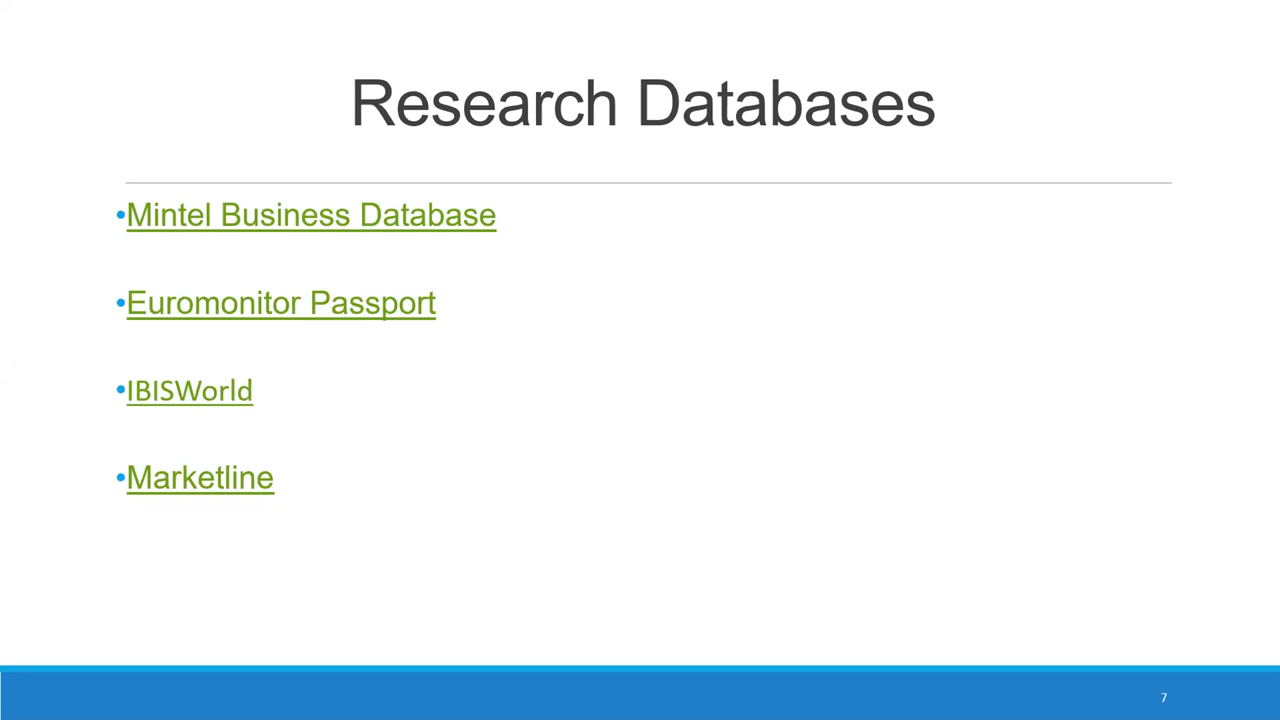 Research Databases
•Mintel Business Database
•Euromonitor Passport
•IBISWorld
•Marketline
7